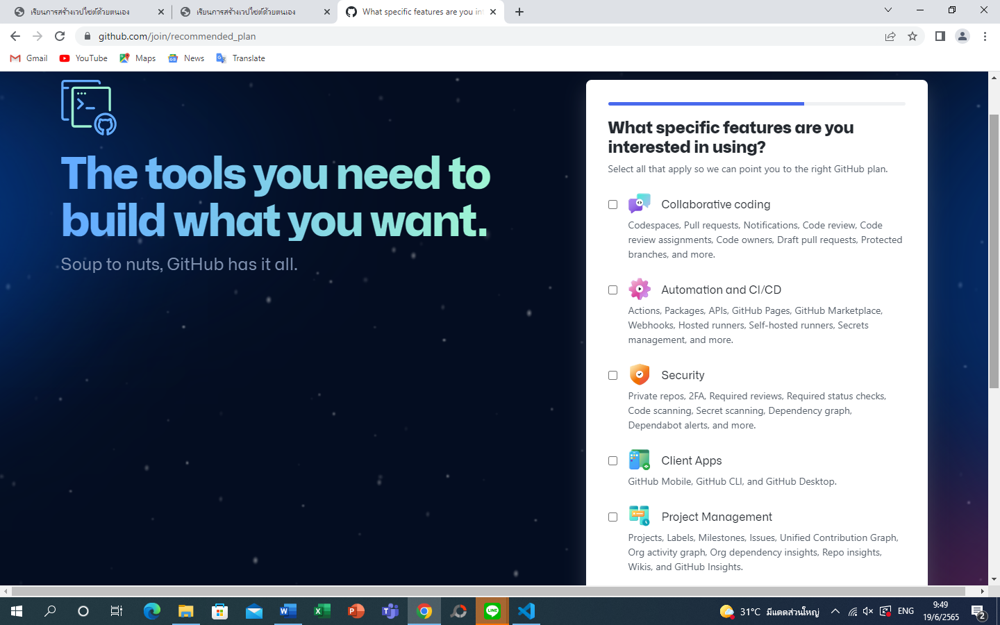 เรียนการสร้างเวปไซต์ด้วยตนเอง
เรียนการสร้างเวปไซต์ด้วยตนเอง
What specific features are you int
github.com/join/recommended_plan
Gmail
YouTube
Maps
News
Translate
The tools you need to
build what you want.
Soup to nuts, GitHub has it all.
What specific features are you
interested in using?
Select all that apply so we can point you to the right GitHub plan.
Collaborative coding
Codespaces, Pull requests, Notifications, Code review, Code
review assignments, Code owners, Draft pull requests, Protected
branches, and more.
Automation and CI/CD
Actions, Packages, APIs, GitHub Pages, GitHub Marketplace,
Webhooks, Hosted runners, Self-hosted runners, Secrets
management, and more.
Security
Private repos, 2FA, Required reviews, Required status checks,
Code scanning, Secret scanning, Dependency graph,
Dependabot alerts, and more.
Client Apps
GitHub Mobile, GitHub CLI, and GitHub Desktop.
Project Management
Projects, Labels, Milestones, Issues, Unified Contribution Graph,
Org activity graph, Org dependency insights, Repo insights,
Wikis, and GitHub Insights.
31°C มีแดดส่วนใหญ่
ENG
9:49
19/6/2565
2